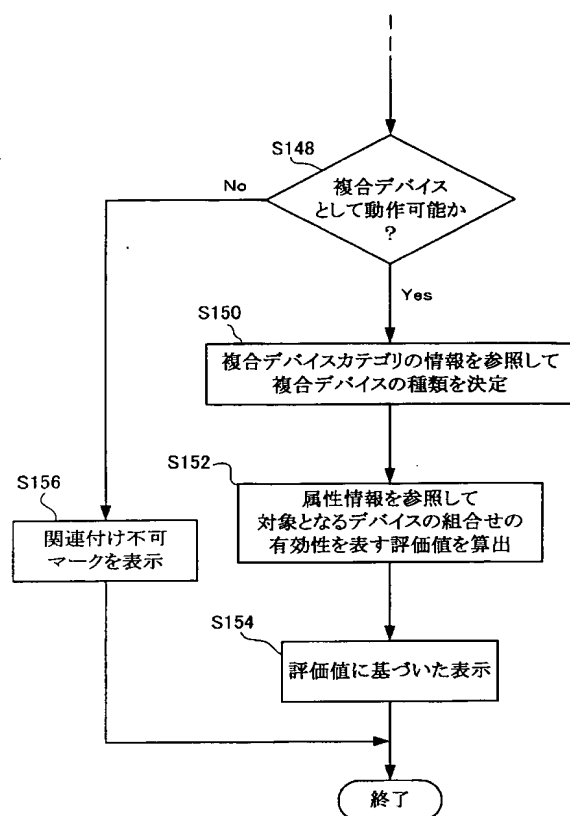 S148
複合デバイス
として動作可能か
?
No
Yes
S150
複合デバイスカテゴリの情報を参照して
複合デバイスの種類を決定
S152
属性情報を参照して
対象となるデバイスの組合せの
有効性を表す評価値を算出
S156
関連付け不可
マークを表示
S154
評価値に基づいた表示
終了